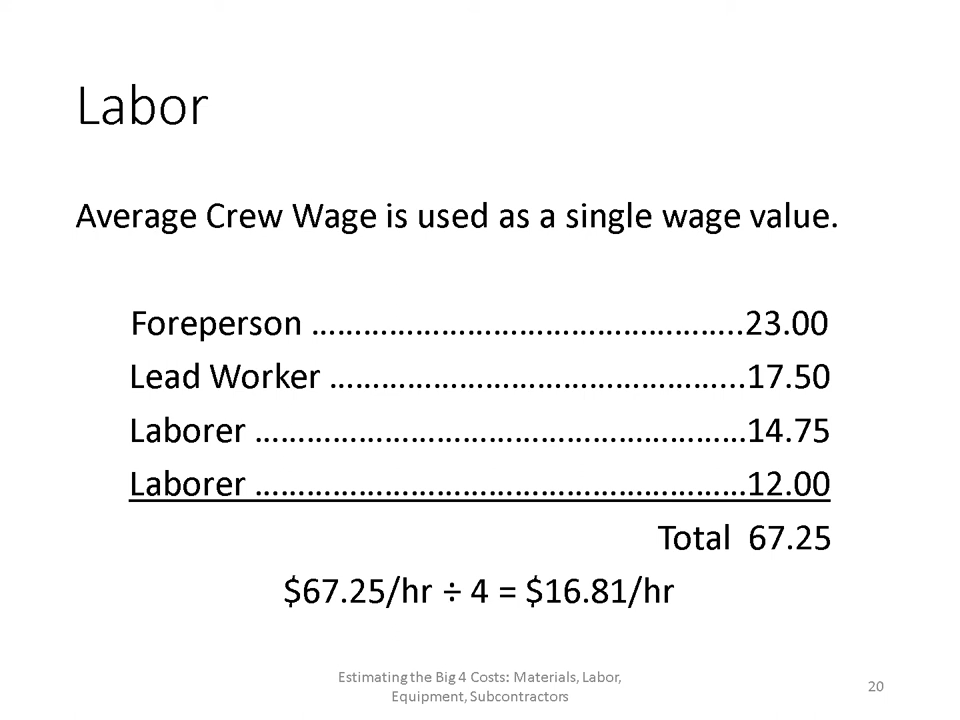 Labor
Average Crew Wage is used as a single wage value.
Foreperson …………………………………………..23.00
Lead Worker ………………………………………...17.50
Laborer …………………………………………………14.75
Laborer …………………………………………………12.00
Total 67.25
$67.25/hr ÷ 4 = $16.81/hr
Estimating the Big 4 Costs: Materials, Labor,
Equipment, Subcontractors
20